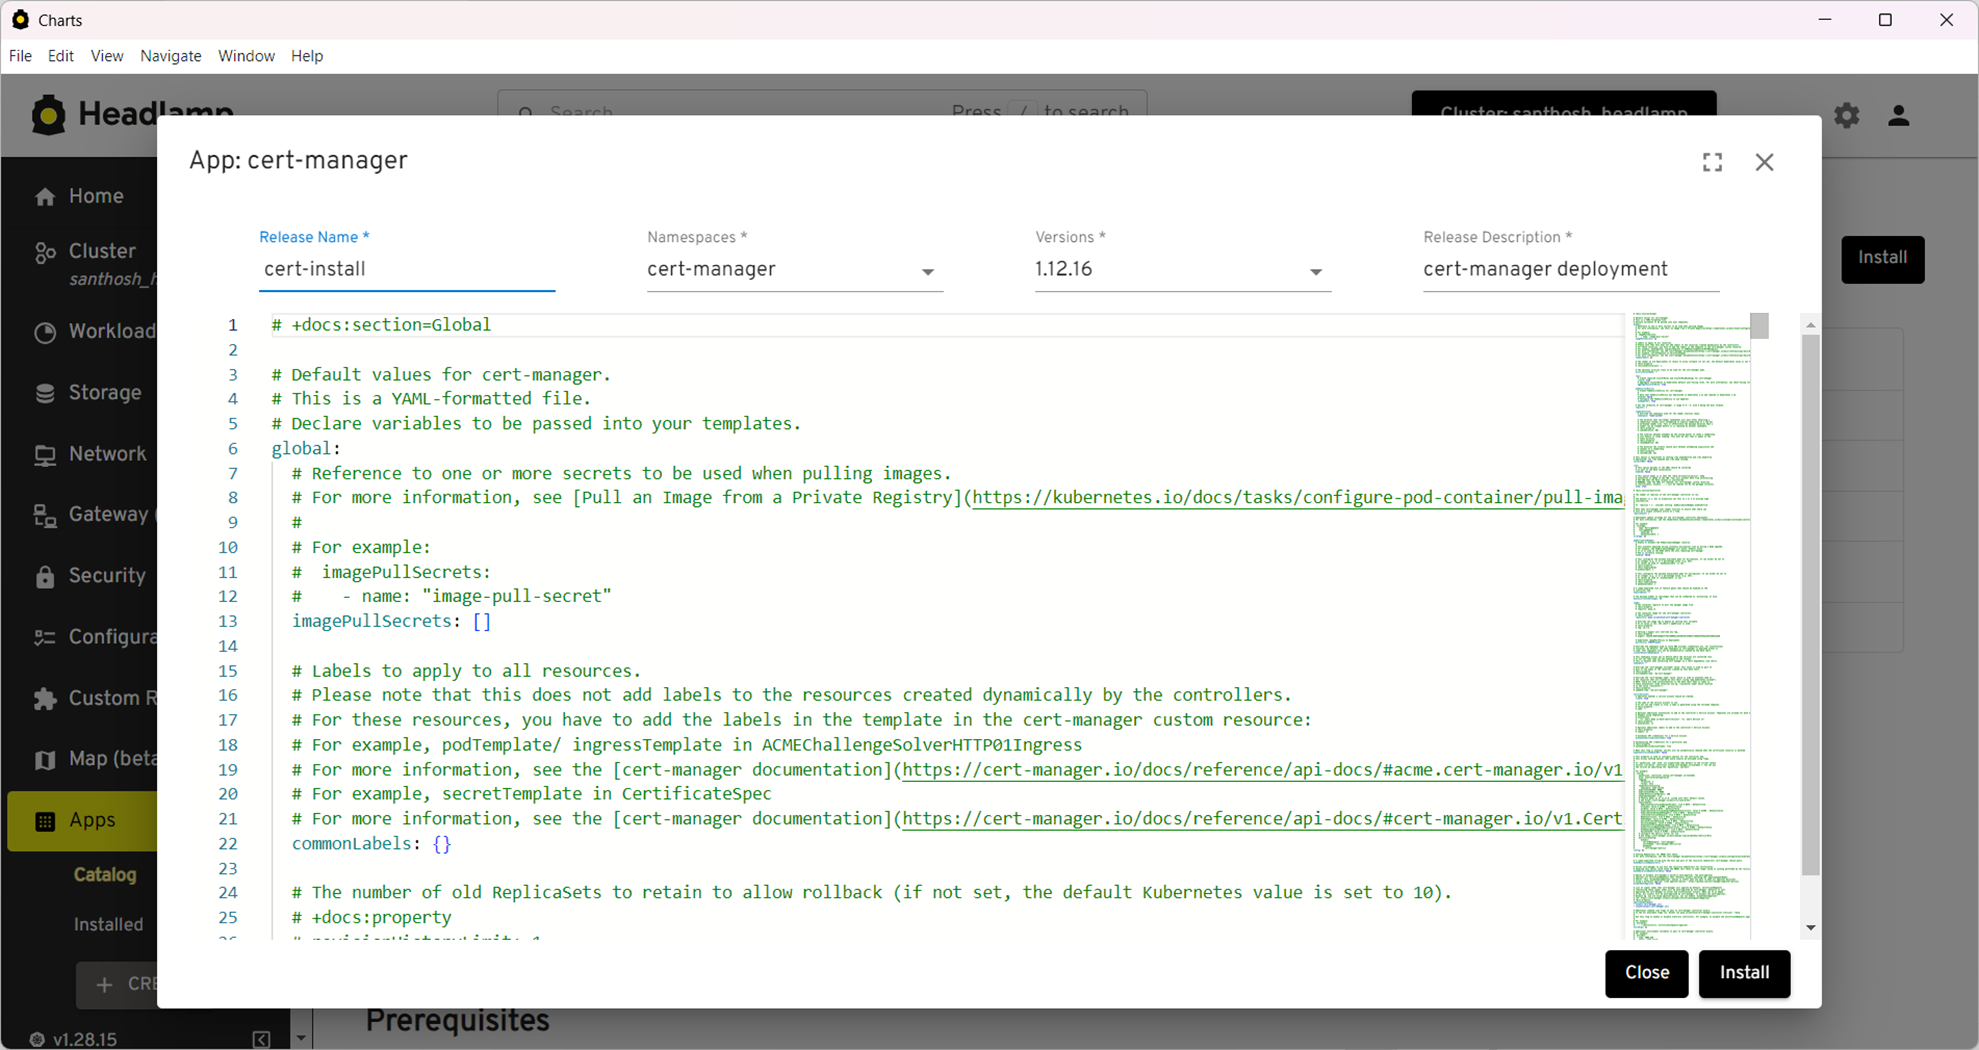 Charts
File Edit View Navigate Window Help
Headlamp
Search
Press / to search
Cluster: santhosh_headlamp
Home
Cluster
santhosh_h
Workload
Storage
Network
Gateway (
Security
Configura
Custom R
Map (beta
Apps
Catalog
Installed
+ CRE
v1.28.15
Install
App: cert-manager
Release Name *
cert-install
Namespaces *
cert-manager
Versions *
1.12.16
Release Description *
cert-manager deployment
1 # +docs:section=Global
2
3 # Default values for cert-manager.
4 # This is a YAML-formatted file.
5 # Declare variables to be passed into your templates.
6 global:
7 # Reference to one or more secrets to be used when pulling images.
8 # For more information, see [Pull an Image from a Private Registry](https://kubernetes.io/docs/tasks/configure-pod-container/pull-ima
9 #
10 # For example:
11 #  imagePullSecrets:
12 #    - name: "image-pull-secret"
13 imagePullSecrets: []
14
15 # Labels to apply to all resources.
16 # Please note that this does not add labels to the resources created dynamically by the controllers.
17 # For these resources, you have to add the labels in the template in the cert-manager custom resource:
18 # For example, podTemplate/ ingressTemplate in ACMEChallengeSolverHTTP01Ingress
19 # For more information, see the [cert-manager documentation](https://cert-manager.io/docs/reference/api-docs/#acme.cert-manager.io/v1
20 # For example, secretTemplate in CertificateSpec
21 # For more information, see the [cert-manager documentation](https://cert-manager.io/docs/reference/api-docs/#cert-manager.io/v1.Cert
22 commonLabels: {}
23
24 # The number of old ReplicaSets to retain to allow rollback (if not set, the default Kubernetes value is set to 10).
25 # +docs:property
26 # revisionHistoryLimit: 1
Close
Install
Prerequisites